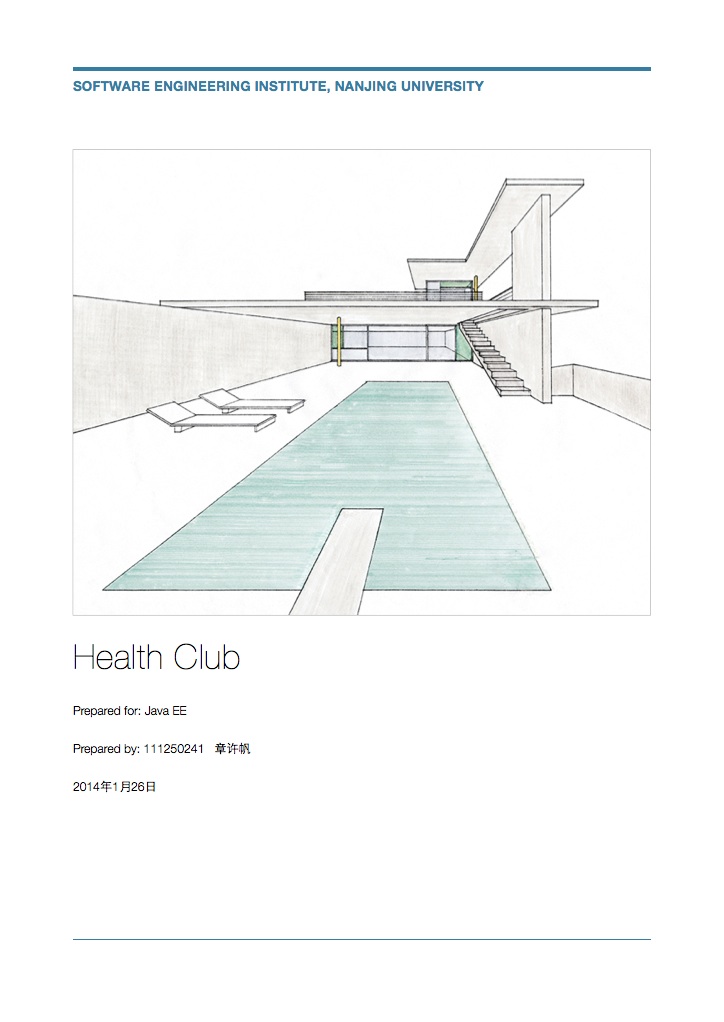 SOFTWARE ENGINEERING INSTITUTE, NANJING UNIVERSITY
Health Club
Prepared for: Java EE
Prepared by: 111250241 章许帆
2014年1月26日